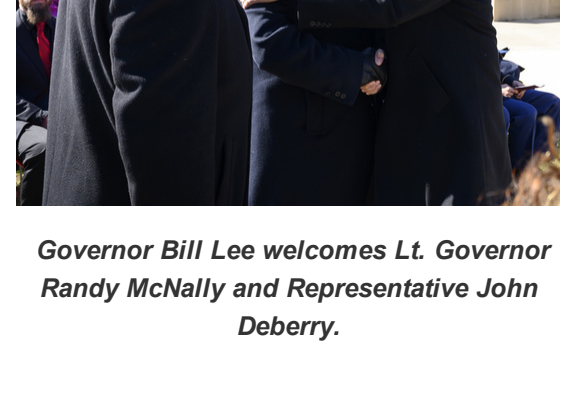 Governor Bill Lee welcomes Lt. Governor
Randy McNally and Representative John
Deberry.